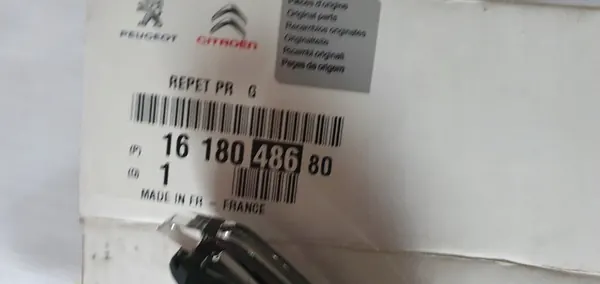 PEUGEOT
CITROËN
Pièces d'origine
Original parts
Recambios originales
Originalteile
Ricambi originali
Peças de origem
REPET PR G
(P) 16 180 486 80
(Q) 1
MADE IN FR - FRANCE